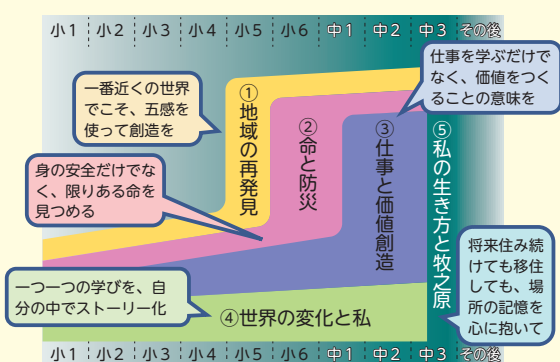 小1 小2 小3 小4 小5 小6 中1 中2 中3 その後
仕事を学ぶだけで
なく、価値をつく
ることの意味を
一番近くの世界
でこそ、五感を
使って創造を
①地域の再発見
②命と防災
③仕事と価値創造
⑤私の生き方と牧之原
身の安全だけでな
く、限りある命を
見つめる
将来住み続
けても移住
しても、場
所の記憶を
心に抱いて
一つ一つの学びを、自
分の中でストーリー化
④世界の変化と私
小1 小2 小3 小4 小5 小6 中1 中2 中3 その後